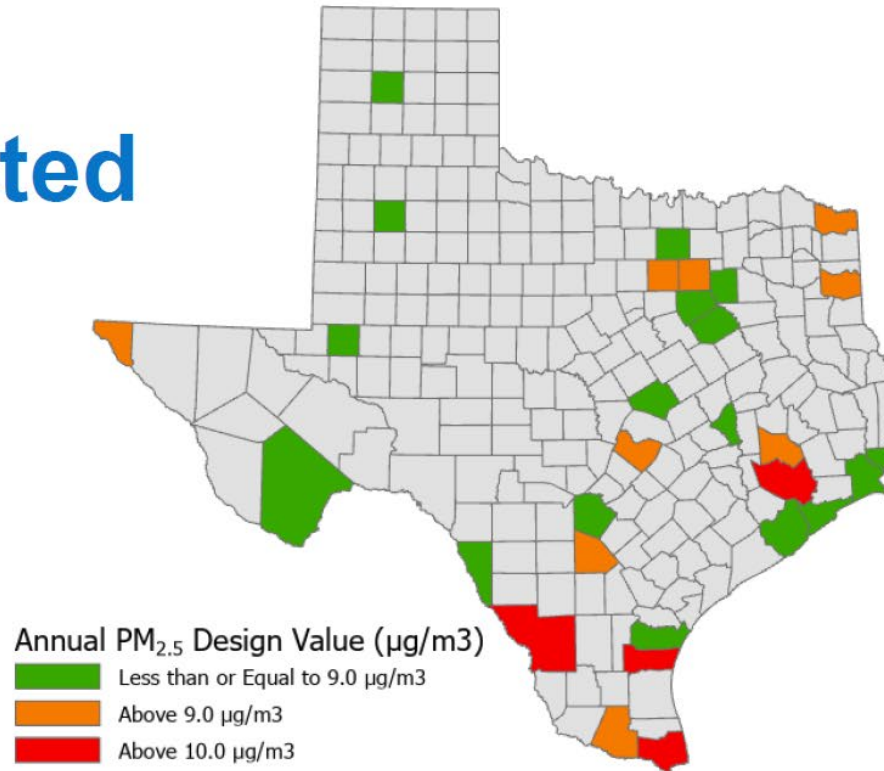 ted
Annual PM₂.₅ Design Value (µg/m3)
Less than or Equal to 9.0 µg/m3
Above 9.0 µg/m3
Above 10.0 µg/m3